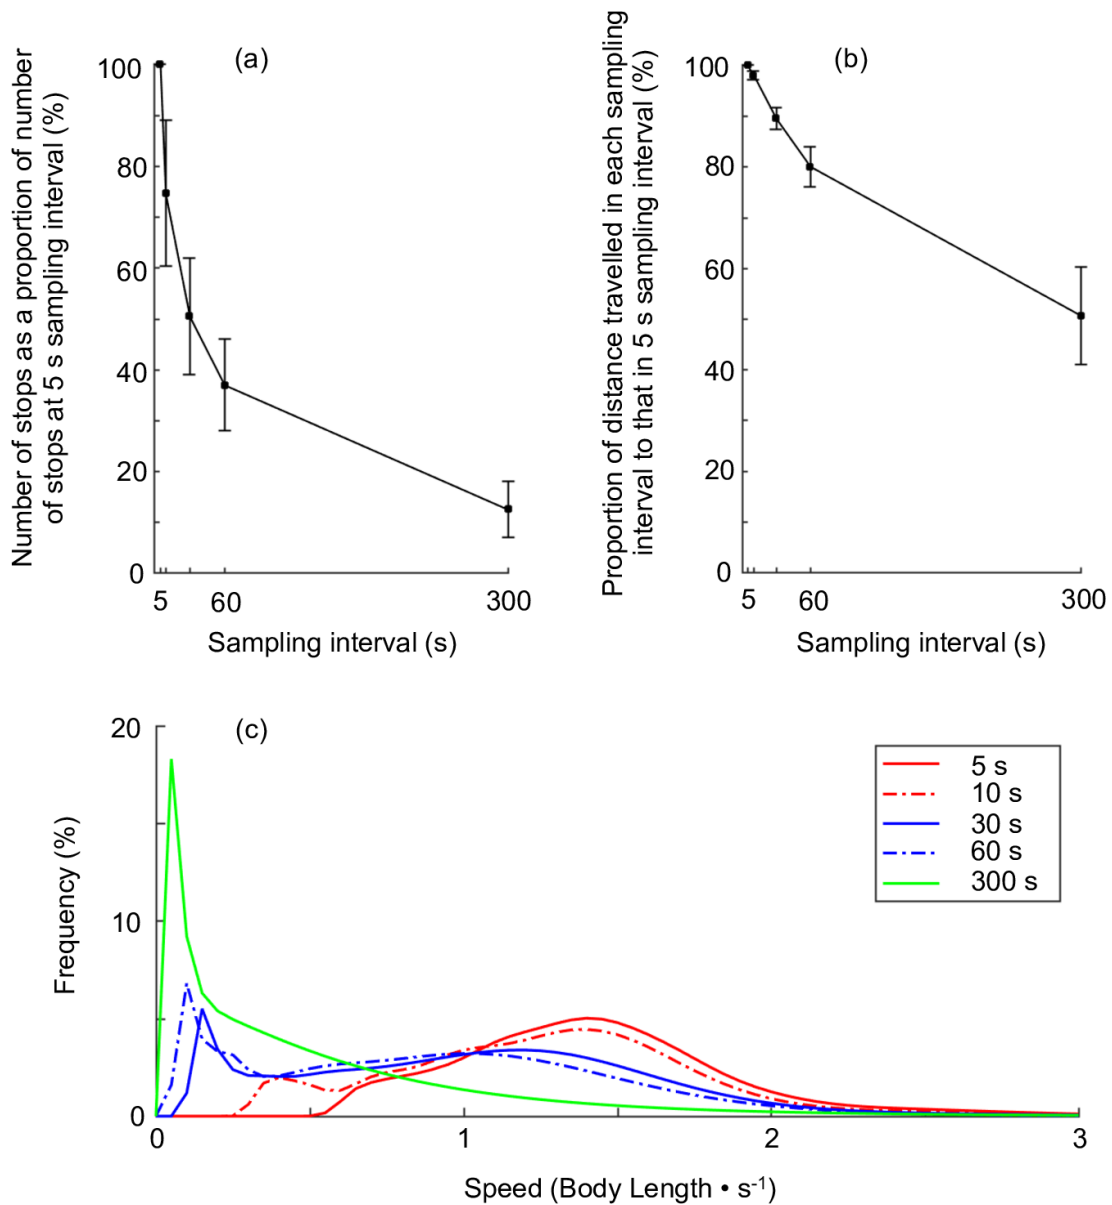 Number of stops as a proportion of number
of stops at 5 s sampling interval (%)
(a)
100
80
60
40
20
0
5
60
300
Sampling interval (s)
Proportion of distance travelled in each sampling
interval to that in 5 s sampling interval (%)
(b)
100
80
60
40
20
0
5
60
300
Sampling interval (s)
(c)
Frequency (%)
20
10
0
0
1
2
3
Speed (Body Length • s-1)
5 s
10 s
30 s
60 s
300 s